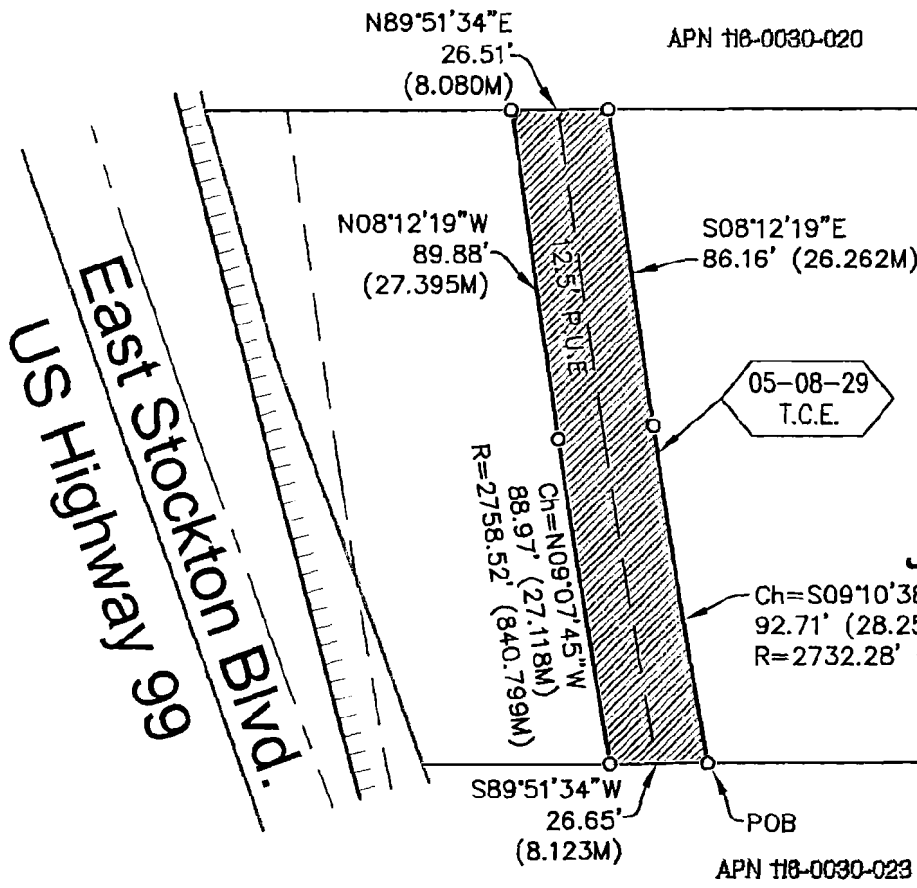 N89°51'34"E
26.51'
(8.080M)
APN 116-0030-020
N08°12'19"W
89.88'
(27.395M)
S08°12'19"E
86.16' (26.262M)
12.5' P.U.E.
05-08-29
T.C.E.
East Stockton Blvd.
US Highway 99
Ch=N09°07'45"W
88.97' (27.118M)
R=2758.52' (840.799M)
Ch=S09°10'38
92.71' (28.25
R=2732.28'
S89°51'34"W
26.65'
(8.123M)
POB
APN 116-0030-023